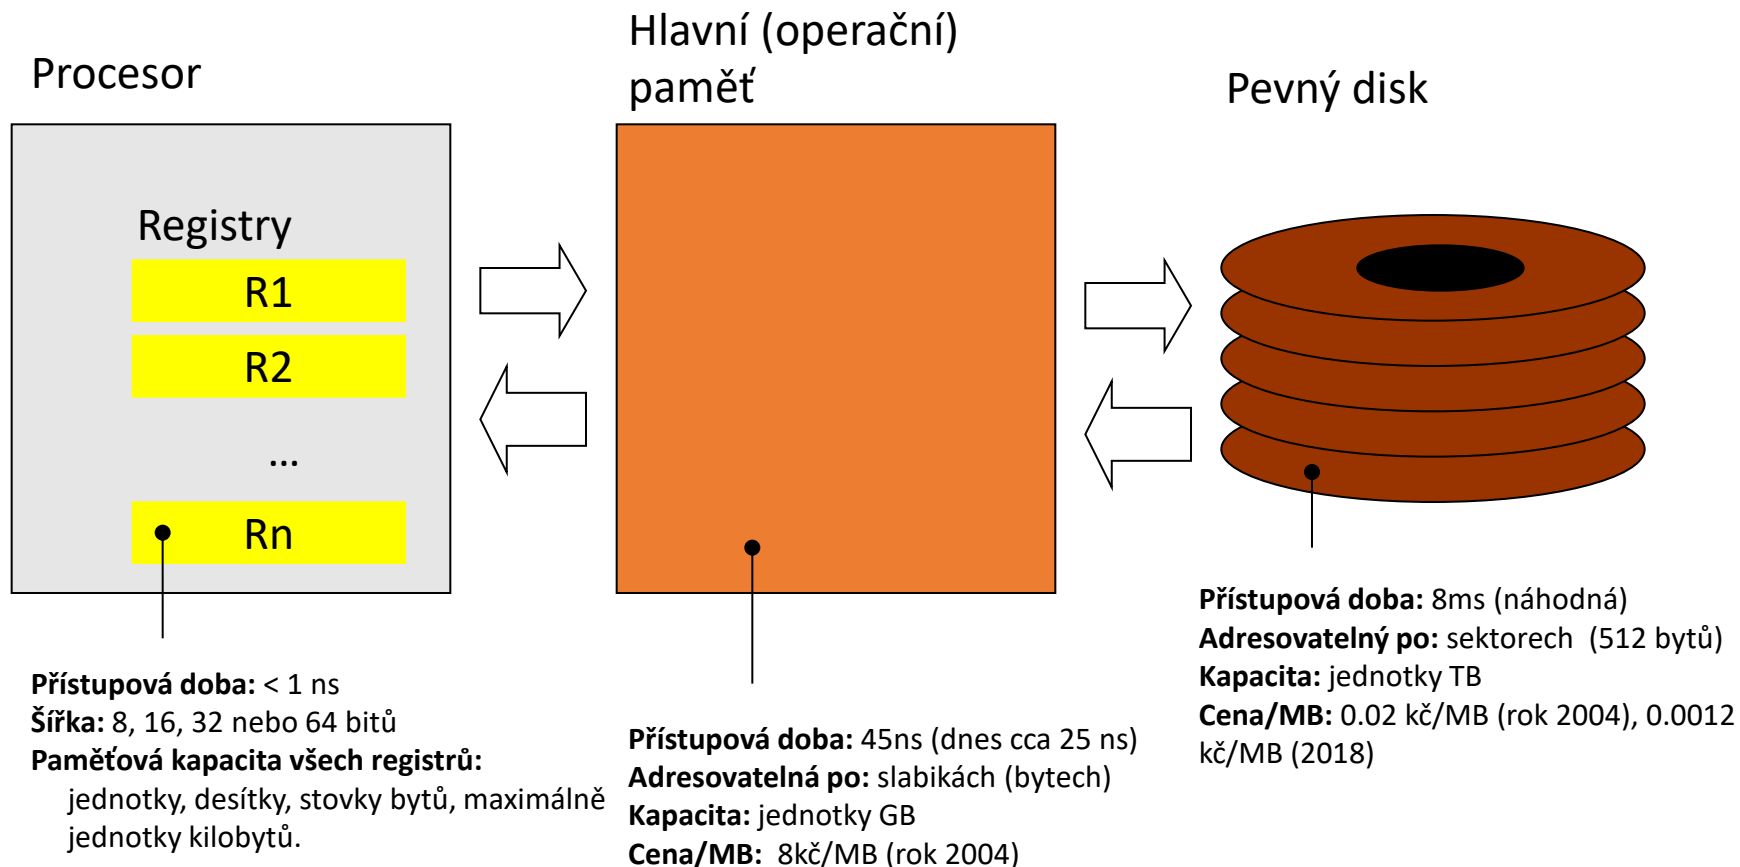 Procesor
Registry
R1
R2
...
Rn
Přístupová doba: < 1 ns
Šířka: 8, 16, 32 nebo 64 bitů
Paměťová kapacita všech registrů:
jednotky, desítky, stovky bytů, maximálně
jednotky kilobytů.
Hlavní (operační)
paměť
Přístupová doba: 45ns (dnes cca 25 ns)
Adresovatelná po: slabikách (bytech)
Kapacita: jednotky GB
Cena/MB: 8kč/MB (rok 2004)
Pevný disk
Přístupová doba: 8ms (náhodná)
Adresovatelný po: sektorech (512 bytů)
Kapacita: jednotky TB
Cena/MB: 0.02 kč/MB (rok 2004), 0.0012
kč/MB (2018)